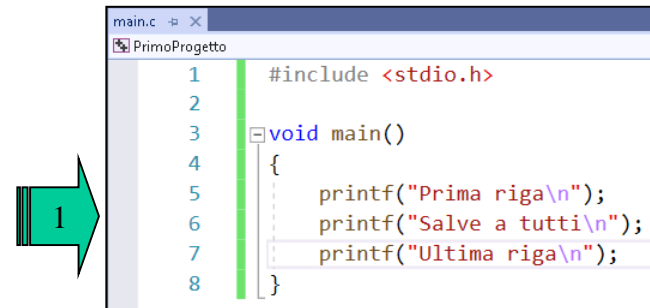 main.c
PrimoProgetto
1 #include <stdio.h>
2
3 void main()
4 {
5 printf("Prima riga\n");
6 printf("Salve a tutti\n");
7 printf("Ultima riga\n");
8 }
1